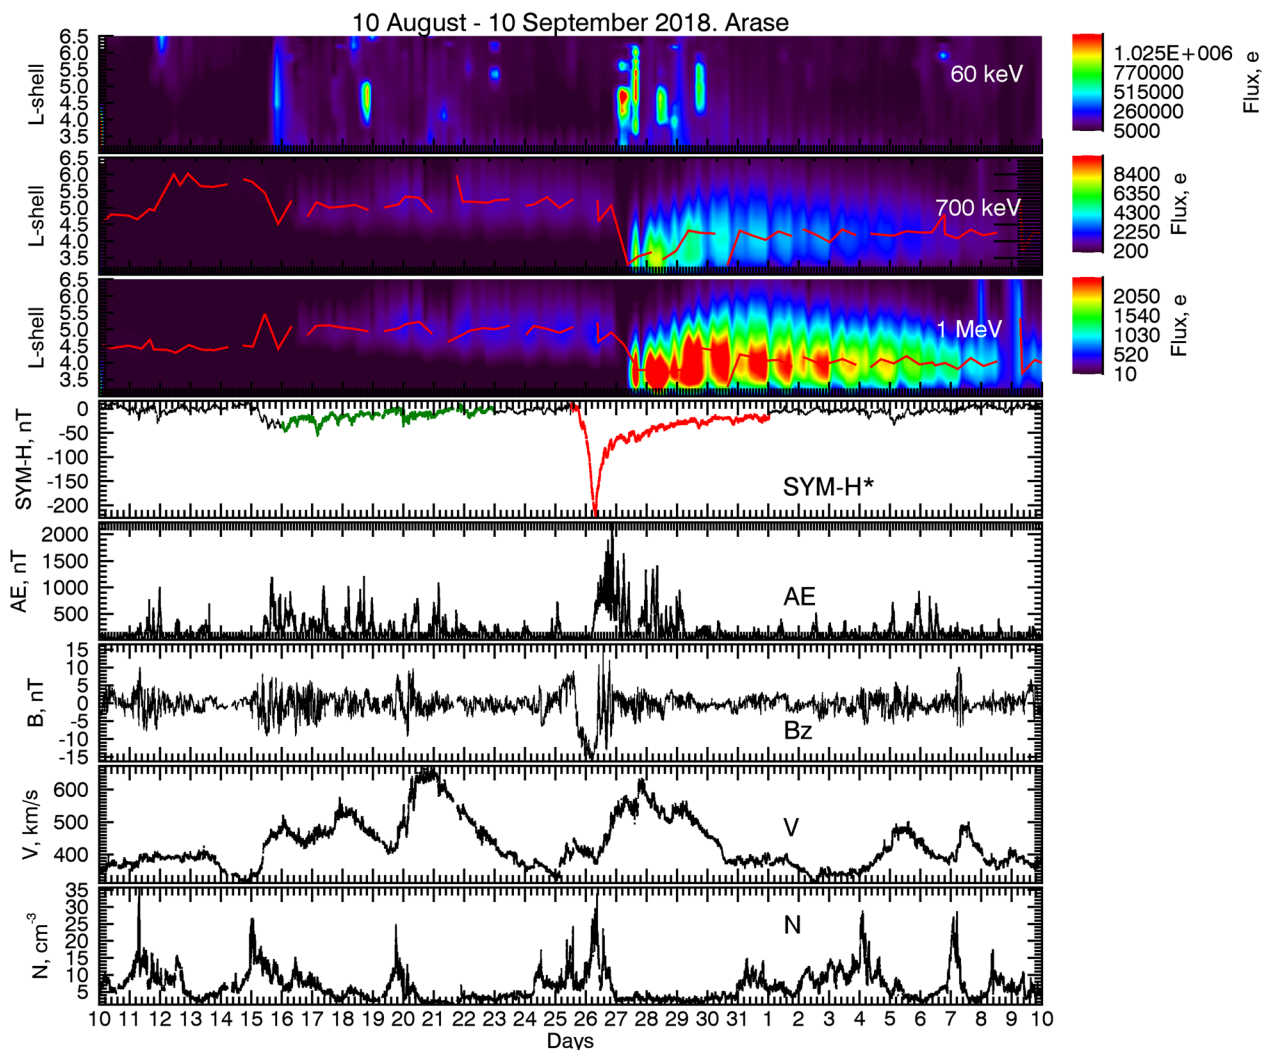 10 August - 10 September 2018. Arase
6.5
6.0
5.5
5.0
4.5
4.0
3.5
L-shell
60 keV
1.025E+006
770000
515000
260000
5000
Flux, e
6.5
6.0
5.5
5.0
4.5
4.0
3.5
L-shell
700 keV
8400
6350
4300
2250
200
Flux, e
6.5
6.0
5.5
5.0
4.5
4.0
3.5
L-shell
1 MeV
2050
1540
1030
520
10
Flux, e
0
-50
-100
-150
-200
SYM-H, nT
SYM-H*
2000
1500
1000
500
AE, nT
AE
15
10
5
0
-5
-10
-15
B, nT
Bz
600
500
400
V, km/s
V
35
30
25
20
15
10
5
N, cm-3
N
10 11 12 13 14 15 16 17 18 19 20 21 22 23 24 25 26 27 28 29 30 31 1 2 3 4 5 6 7 8 9 10
Days